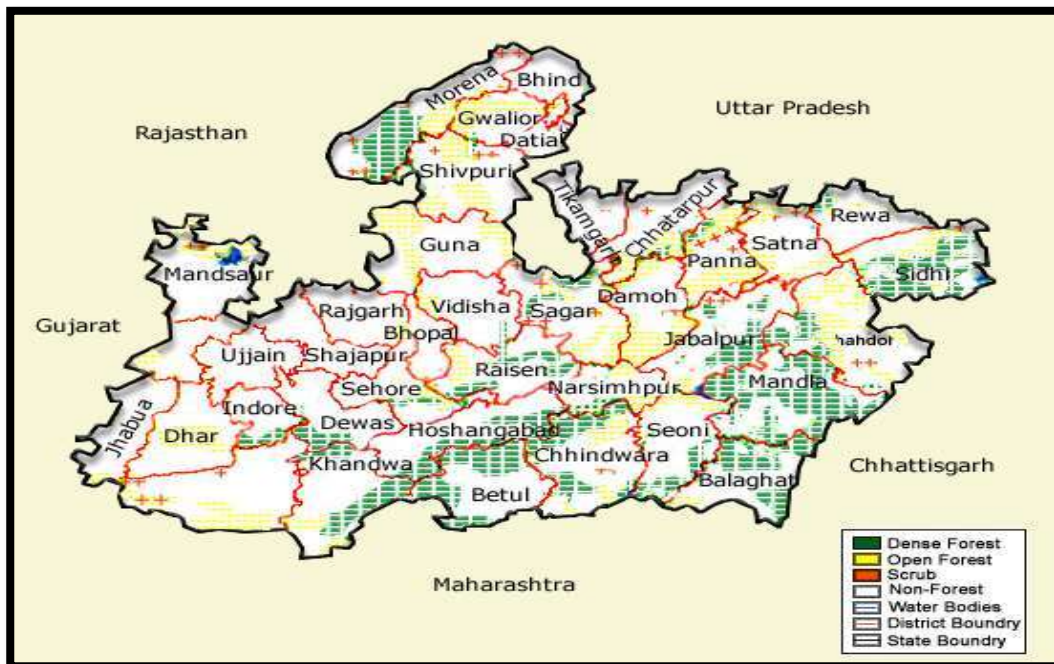 Bhind
Morena
Uttar Pradesh
Gwalior
Rajasthan
Datia
Shivpuri
Tikamgarh
Chhatarpur
Rewa
Guna
Satna
Panna
Sidhi
Mandsaur
Damoh
Vidisha
Rajgarh
Sagar
Gujarat
Bhopal
Jabalpur
Ujjain
Shajapur
hahdol
Raisen
Sehore
Narsimhpur
Mandla
Jhabua
Indore
Dewas
Hoshangabad
Seoni
Dhar
Chhindwara
Khandwa
Chhattisgarh
Balaghat
Betul
Maharashtra
Dense Forest
Open Forest
Scrub
Non-Forest
Water Bodies
District Boundry
State Boundry